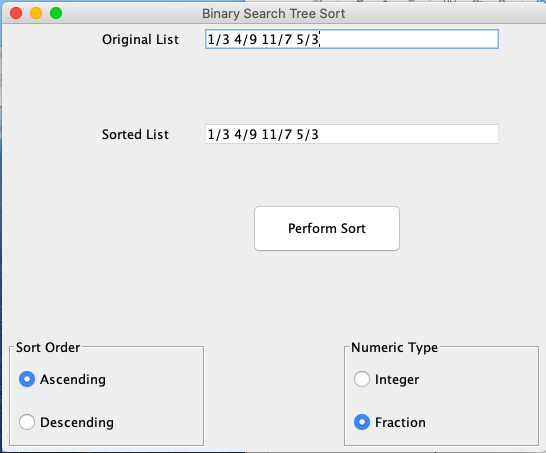 Binary Search Tree Sort
Original List 1/3 4/9 11/7 5/3
Sorted List 1/3 4/9 11/7 5/3
Perform Sort
Sort Order Numeric Type
Ascending Integer
Descending Fraction